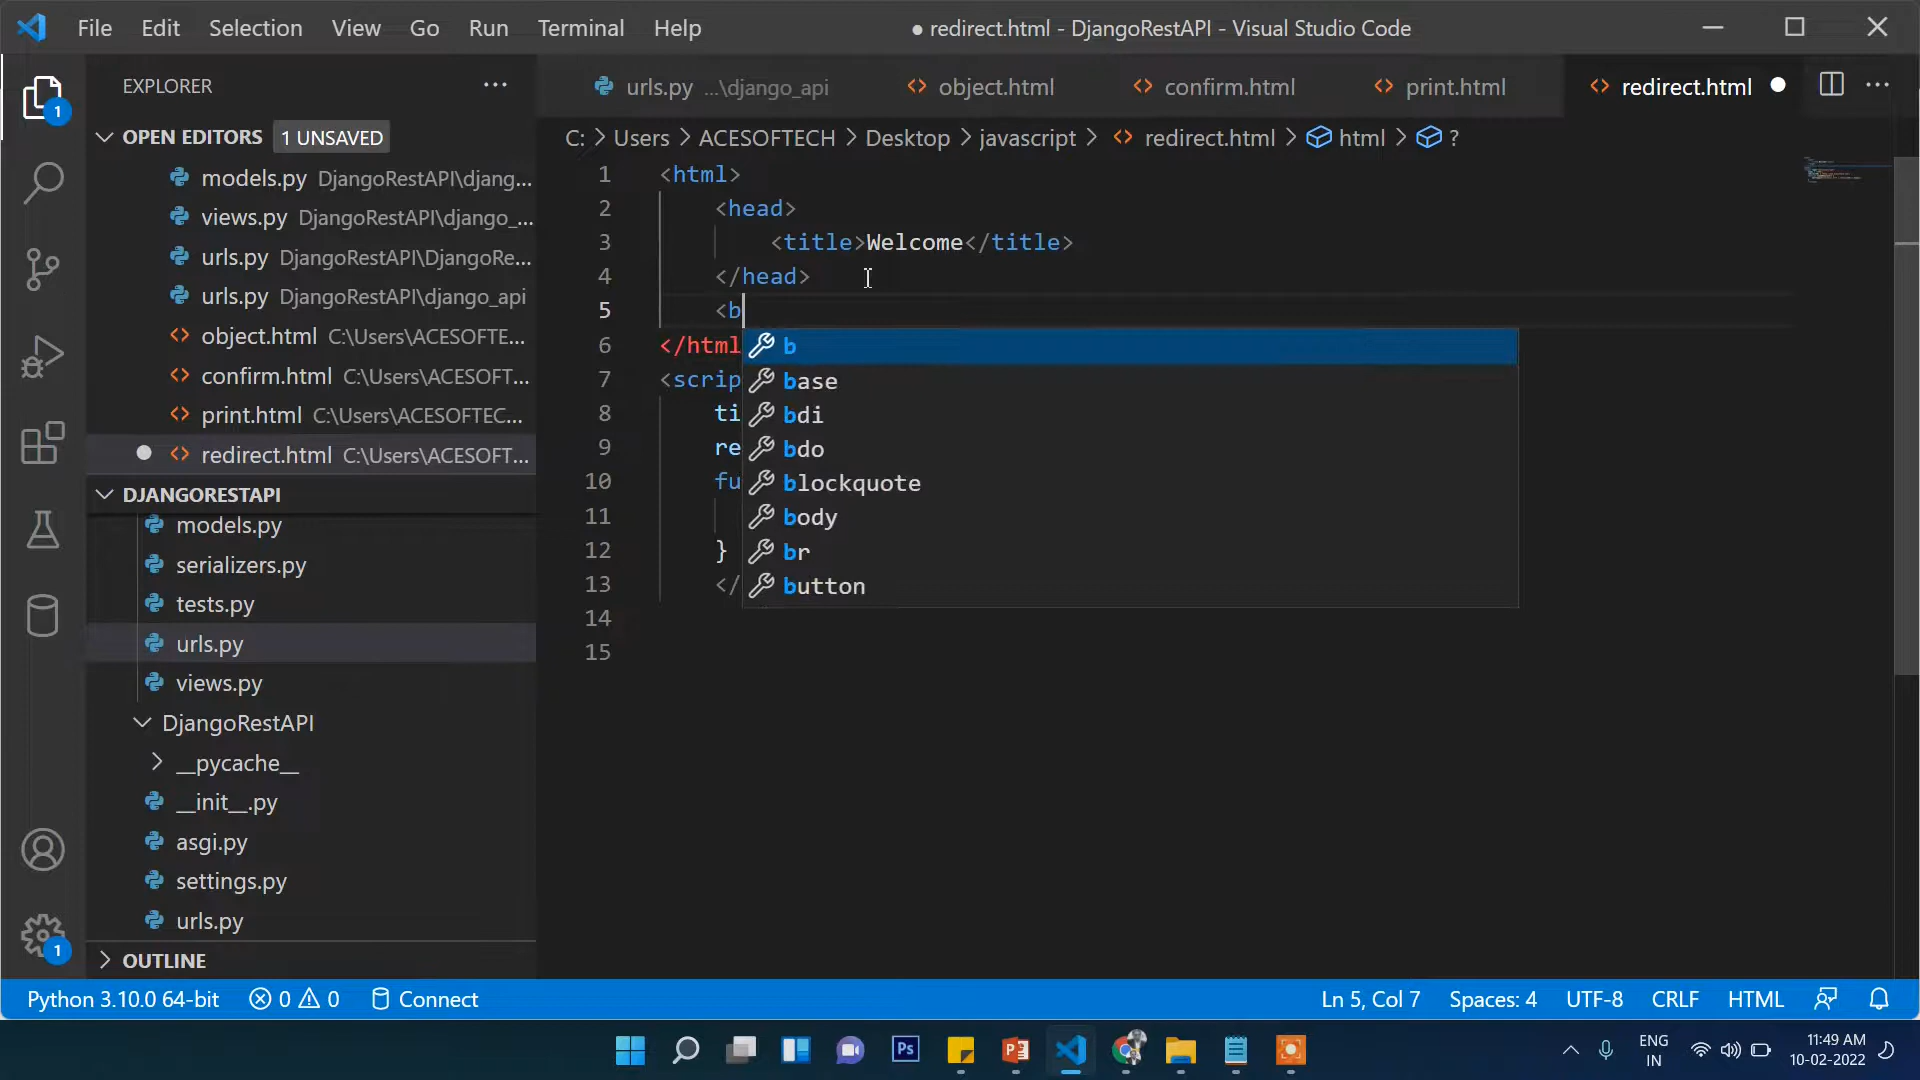 File Edit Selection View Go Run Terminal Help
● redirect.html - DjangoRestAPI - Visual Studio Code
EXPLORER
OPEN EDITORS 1 UNSAVED
models.py DjangoRestAPI\djang...
views.py DjangoRestAPI\django_...
urls.py DjangoRestAPI\DjangoRe...
urls.py DjangoRestAPI\django_api
object.html C:\Users\ACESOFTE...
confirm.html C:\Users\ACESOFT...
print.html C:\Users\ACESOFTEC...
redirect.html C:\Users\ACESOFT...
DJANGORESTAPI
models.py
serializers.py
tests.py
urls.py
views.py
DjangoRestAPI
__pycache__
__init__.py
asgi.py
settings.py
urls.py
OUTLINE
1
1
urls.py ...\django_api object.html confirm.html print.html redirect.html
C: > Users > ACESOFTECH > Desktop > javascript > redirect.html > html > ?
1 <html>
2 <head>
3 <title>Welcome</title>
4 </head>
5 <b
6 </html
7 <scrip
8 ti
9 re
10 fu
11
12 }
13 </
14
15
b
base
bdi
bdo
blockquote
body
br
button
Python 3.10.0 64-bit 0 0 Connect Ln 5, Col 7 Spaces: 4 UTF-8 CRLF HTML
Ps
ENG
IN
11:49 AM
10-02-2022